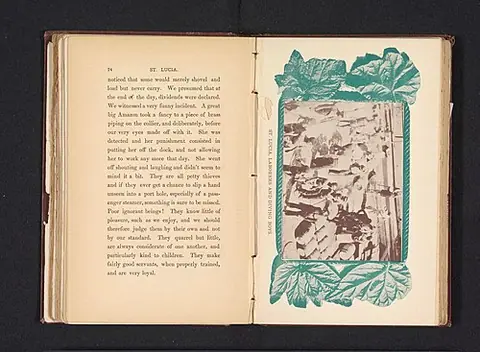 74 ST. LUCIA.
noticed that some would merely shovel and
load but never carry. We presumed that at
the end of the day, dividends were declared.
We witnessed a very funny incident. A great
big Amazon took a fancy to a piece of brass
piping on the collier, and deliberately, before
our very eyes made off with it. She was
detected and her punishment consisted in
putting her off the dock, and not allowing
her to work any more that day. She went
off shouting and laughing and didn't seem to
mind it a bit. They are all petty thieves
and if they ever get a chance to slip a hand
unseen into a port hole, especially of a pas-
senger steamer, something is sure to be missed.
Poor ignorant beings! They know little of
pleasure, such as we enjoy, and we should
therefore judge them by their own and not
by our standard. They quarrel but little,
are always considerate of one another, and
particularly kind to children. They make
fairly good servants, when properly trained,
and are very loyal.
ST. LUCIA, LABORERS AND DIVING BOYS.